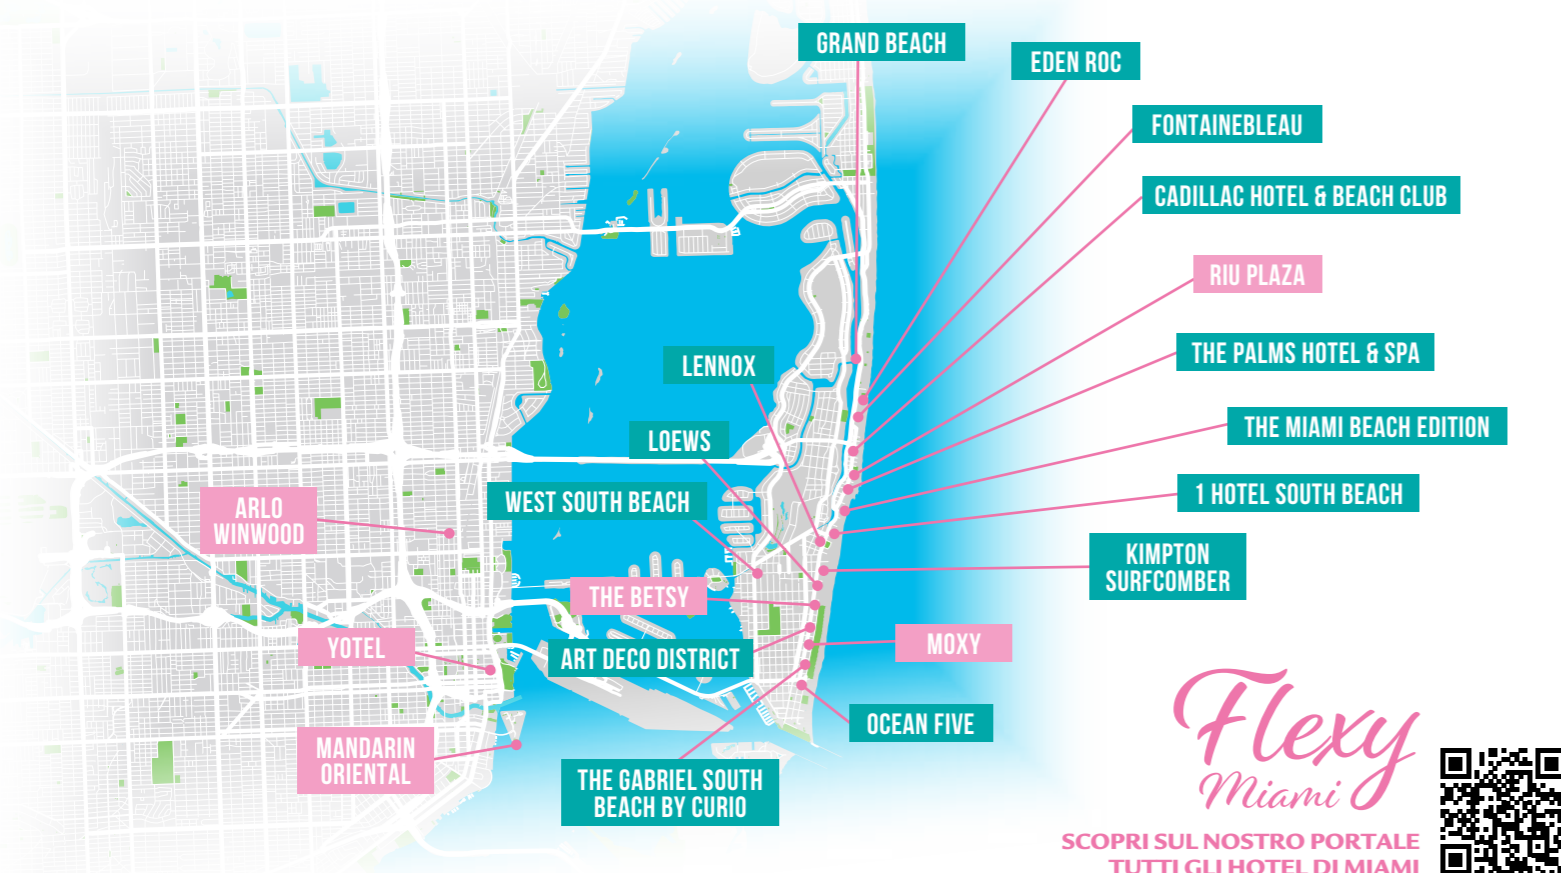 GRAND BEACH
EDEN ROC
FONTAINEBLEAU
CADILLAC HOTEL & BEACH CLUB
RIU PLAZA
THE PALMS HOTEL & SPA
LENNOX
THE MIAMI BEACH EDITION
LOEWS
1 HOTEL SOUTH BEACH
WEST SOUTH BEACH
ARLO
WINWOOD
KIMPTON
SURFCOMBER
THE BETSY
MOXY
YOTEL
ART DECO DISTRICT
OCEAN FIVE
MANDARIN
ORIENTAL
THE GABRIEL SOUTH
BEACH BY CURIO
Flexy
Miami
SCOPRI SUL NOSTRO PORTALE
TUTTI GLI HOTEL DI MIAMI